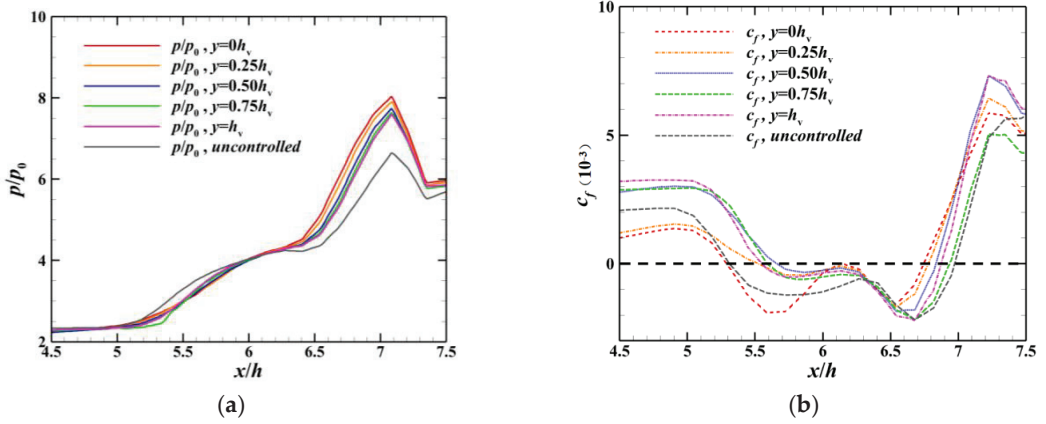 10
8
6
4
2
p/p0
p/p0 , y=0hv
p/p0 , y=0.25hv
p/p0 , y=0.50hv
p/p0 , y=0.75hv
p/p0 , y=hv
p/p0 , uncontrolled
4.5 5 5.5 6 6.5 7 7.5
x/h
(a)
10
5
0
cf (10-3)
cf , y=0hv
cf , y=0.25hv
cf , y=0.50hv
cf , y=0.75hv
cf , y=hv
cf , uncontrolled
4.5 5 5.5 6 6.5 7 7.5
x/h
(b)